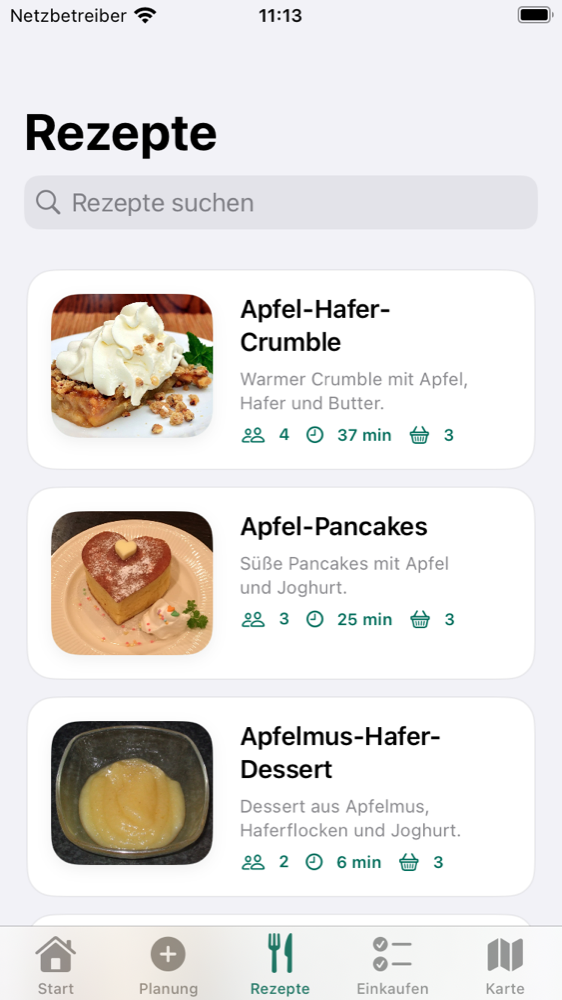 Netzbetreiber 11:13
Rezepte
Rezepte suchen
Apfel-Hafer-
Crumble
Warmer Crumble mit Apfel,
Hafer und Butter.
4 37 min 3
Apfel-Pancakes
Süße Pancakes mit Apfel
und Joghurt.
3 25 min 3
Apfelmus-Hafer-
Dessert
Dessert aus Apfelmus,
Haferflocken und Joghurt.
2 6 min 3
Start Planung Rezepte Einkaufen Karte